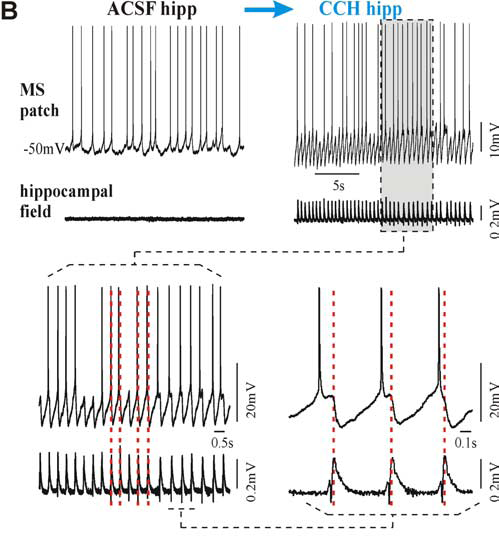 B
ACSF hipp
CCH hipp
MS
patch
-50mV
10mV
5s
hippocampal
field
0.2mV
20mV
0.5s
0.2mV
20mV
0.1s
0.2mV